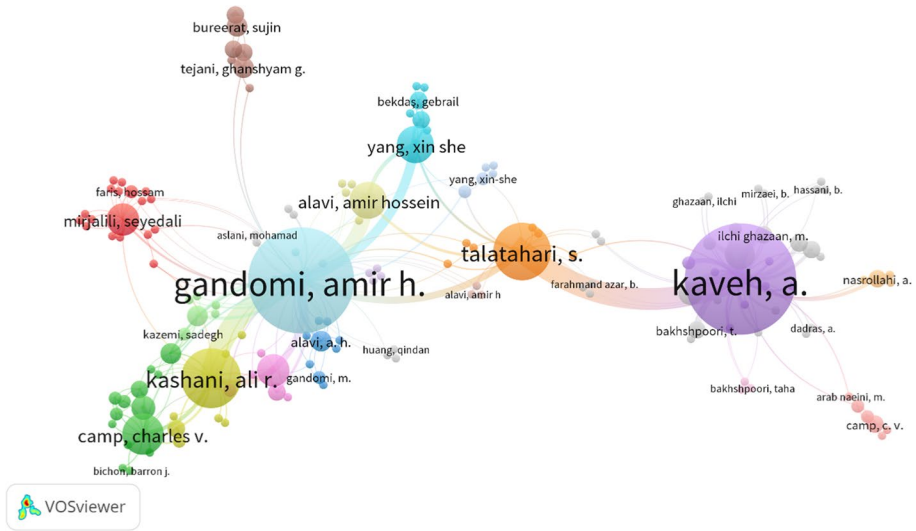 bureerat, sujin
tejani, ghanshyam g.
bekdaş, gebrail
yang, xin she
yang, xin-she
faris, hossam
mirjalili, seyedali
alavi, amir hossein
ghazaan, ilchi
mirzaei, b.
hassani, b.
aslani, mohamad
ilchi ghazaan, m.
talatahari, s.
gandomi, amir h.
kaveh, a.
nasrollahi, a.
alavi, amir h
farahmand azar, b.
kazemi, sadegh
alavi, a. h.
huang, qindan
bakhshpoori, t.
dadras, a.
kashani, ali r.
gandomi, m.
bakhshpoori, taha
arab naeini, m.
camp, charles v.
camp, c. v.
bichon, barron j.
VOSviewer